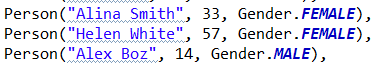 Person("Alina Smith", 33, Gender.FEMALE),
Person("Helen White", 57, Gender.FEMALE),
Person("Alex Boz", 14, Gender.MALE),